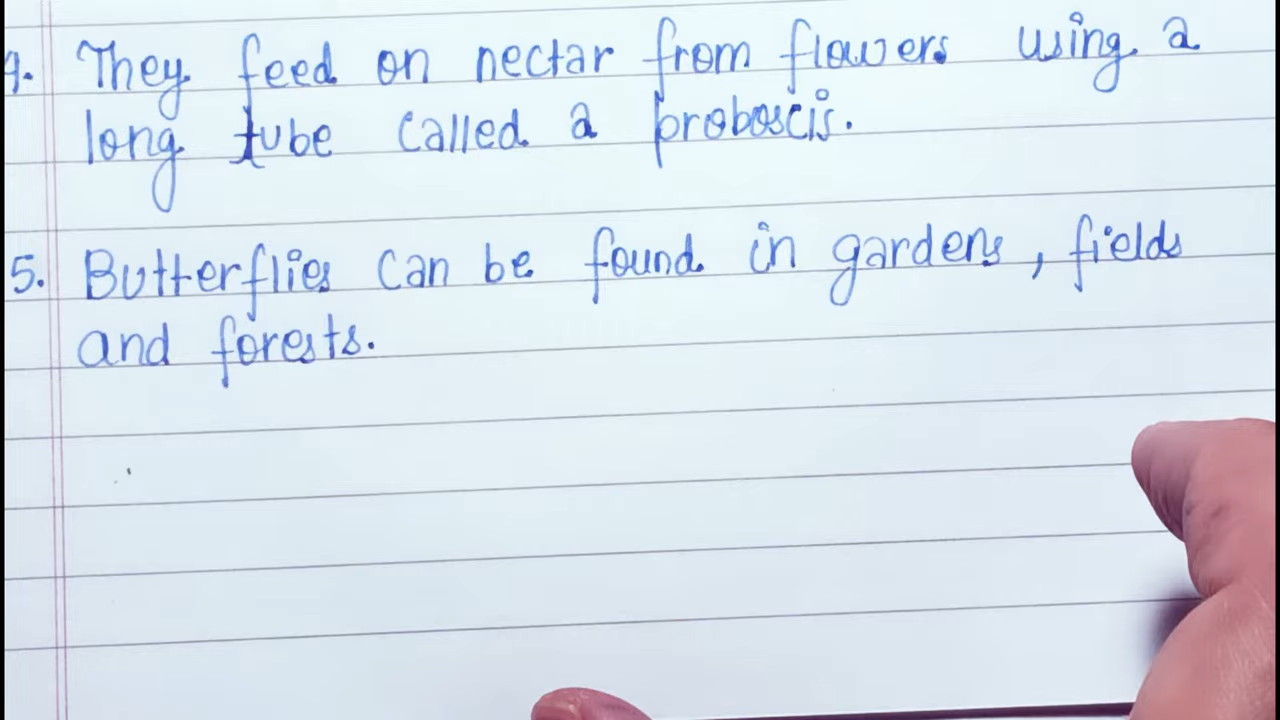 4. They feed on nectar from flowers using a
long tube called a proboscis.
5. Butterflies can be found in gardens, fields
and forests.